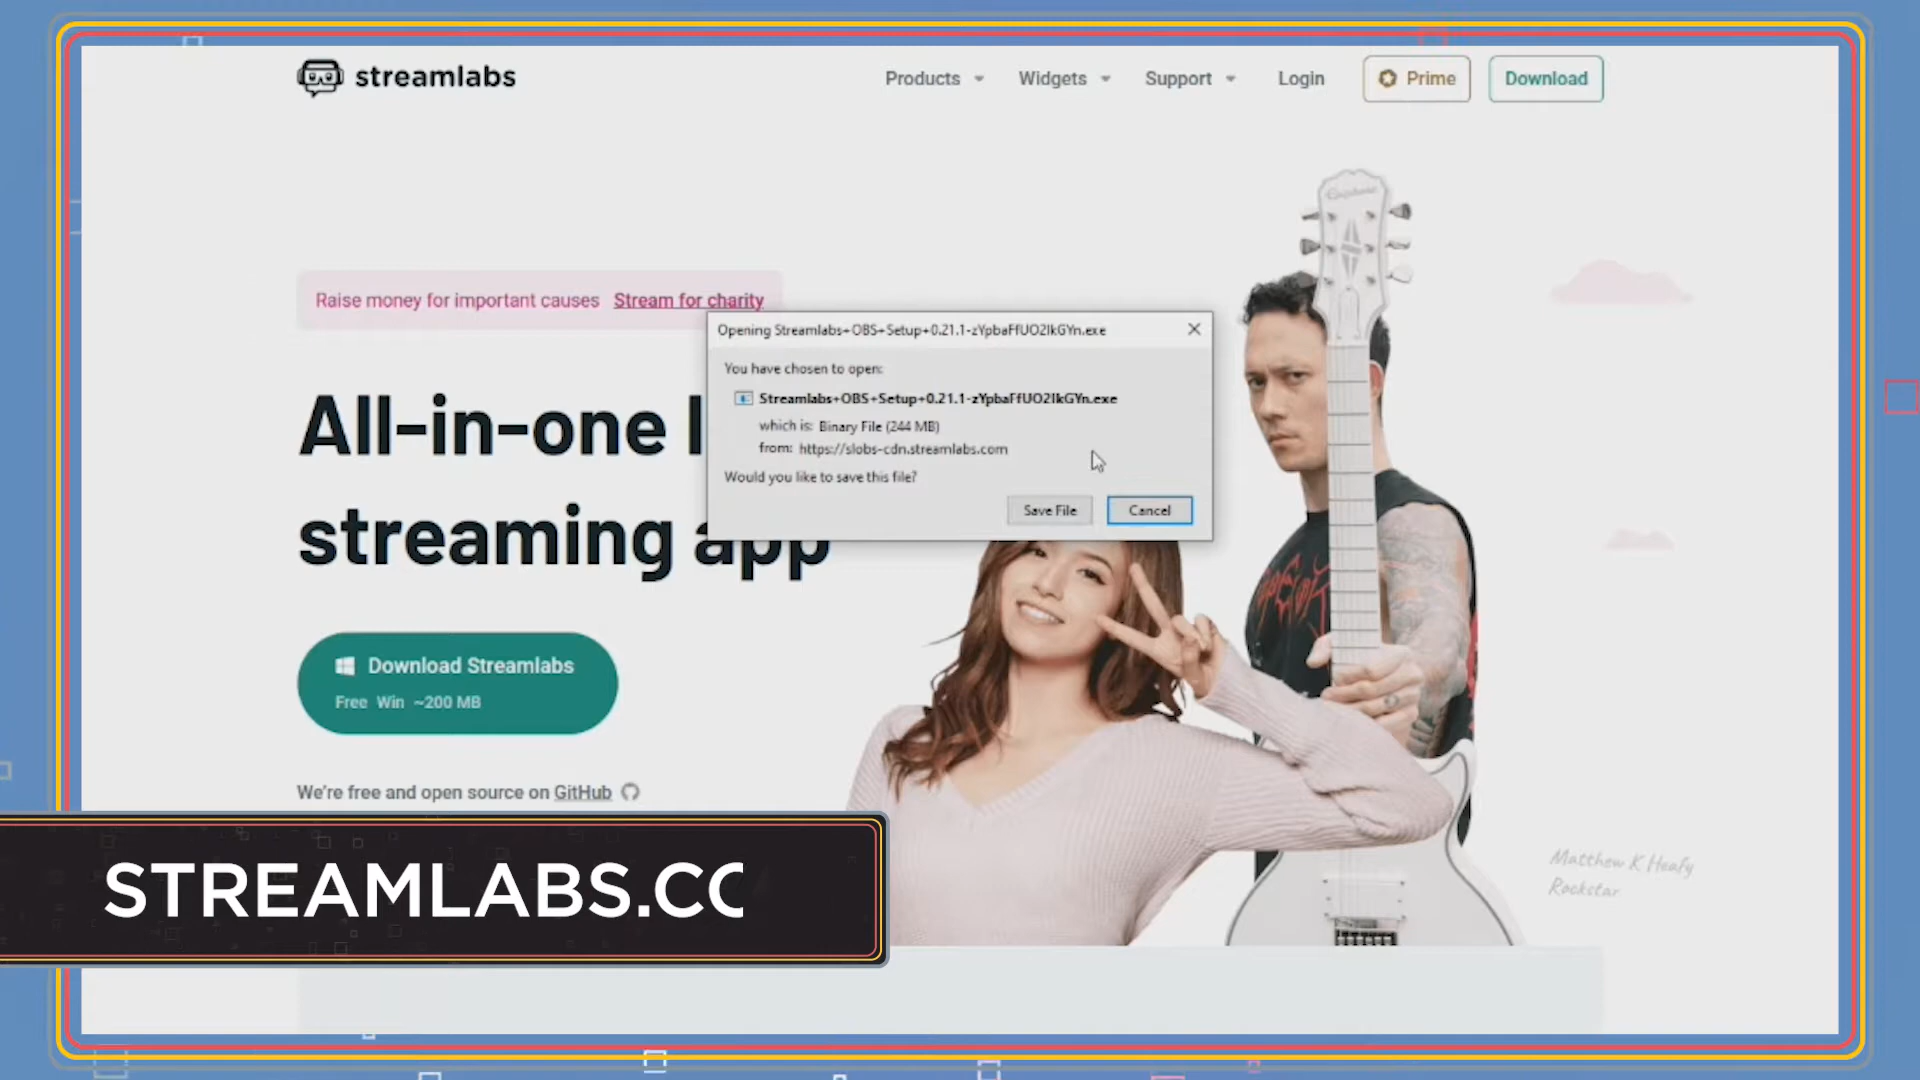 streamlabs
Products
Widgets
Support
Login
Prime
Download
Epiphone
Raise money for important causes Stream for charity
Opening Streamlabs+OBS+Setup+0.21.1-zYpbaFfUO2IkGYn.exe
You have chosen to open:
Streamlabs+OBS+Setup+0.21.1-zYpbaFfUO2IkGYn.exe
which is: Binary File (244 MB)
from: https://slobs-cdn.streamlabs.com
Would you like to save this file?
Save File
Cancel
All-in-one l
streaming app
Download Streamlabs
Free Win ~200 MB
We're free and open source on GitHub
Matthew K Heafy
Rockstar
STREAMLABS.CO